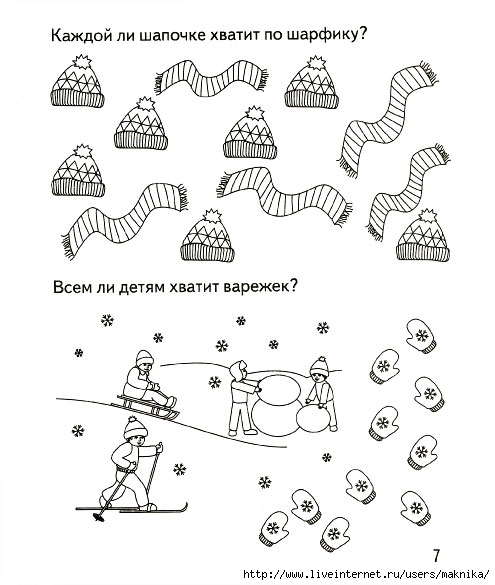 Каждой ли шапочке хватит по шарфику?
Всем ли детям хватит варежек?
7
http://www.liveinternet.ru/users/maknika/